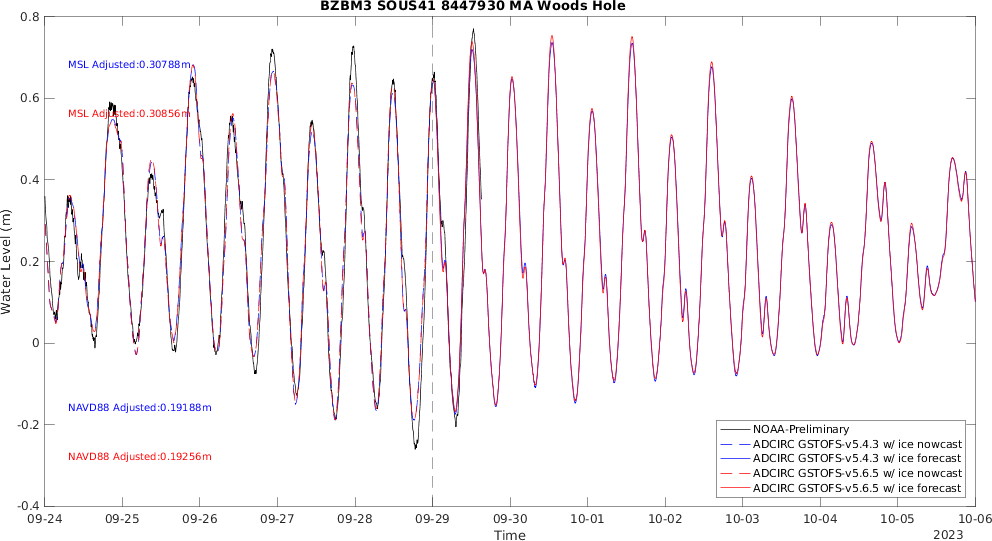 BZBM3 SOUS41 8447930 MA Woods Hole
0.8
0.6
0.4
0.2
0
-0.2
-0.4
Water Level (m)
MSL Adjusted:0.30788m
MSL Adjusted:0.30856m
NAVD88 Adjusted:0.19188m
NAVD88 Adjusted:0.19256m
NOAA-Preliminary
ADCIRC GSTOFS-v5.4.3 w/ ice nowcast
ADCIRC GSTOFS-v5.4.3 w/ ice forecast
ADCIRC GSTOFS-v5.6.5 w/ ice nowcast
ADCIRC GSTOFS-v5.6.5 w/ ice forecast
09-24 09-25 09-26 09-27 09-28 09-29 09-30 10-01 10-02 10-03 10-04 10-05 10-06
Time
2023